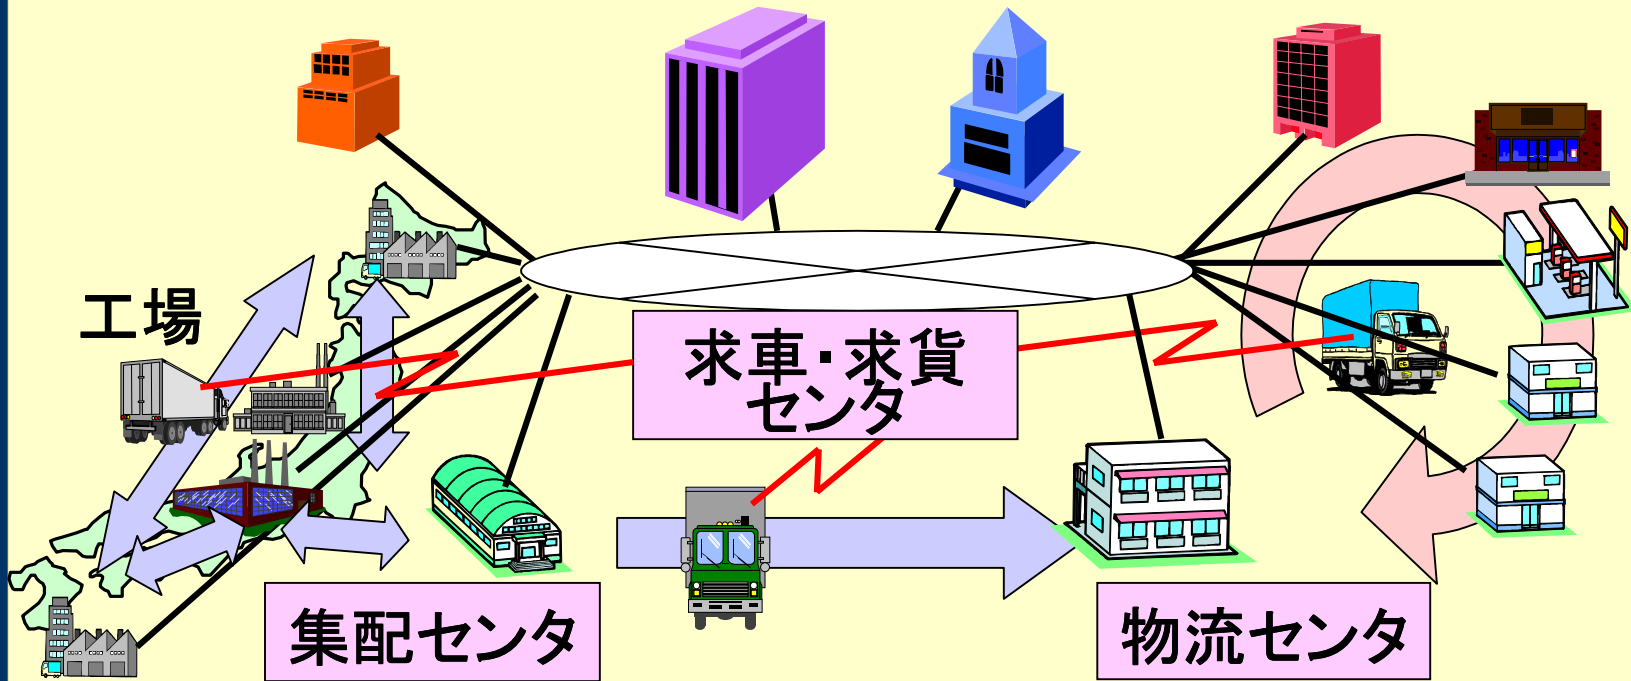 工場
求車・求貨
センタ
集配センタ
物流センタ